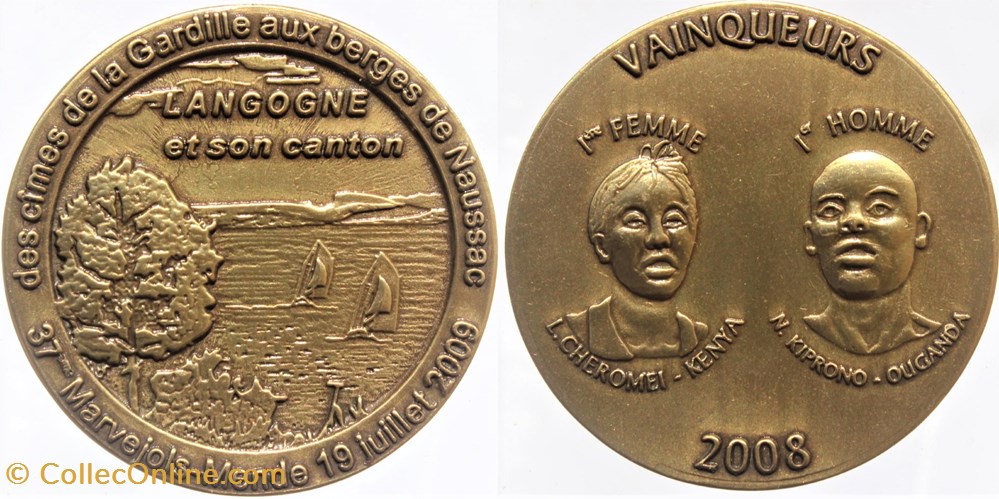 des cimes de la Gardille aux berges de Naussac
LANGOGNE
et son canton
37ème Marvejols Mende 19 juillet 2009
VAINQUEURS
1ère FEMME
1er HOMME
L. CHEROMEI - KENYA
N. KIPRONO - OUGANDA
2008
© CollecOnline.com